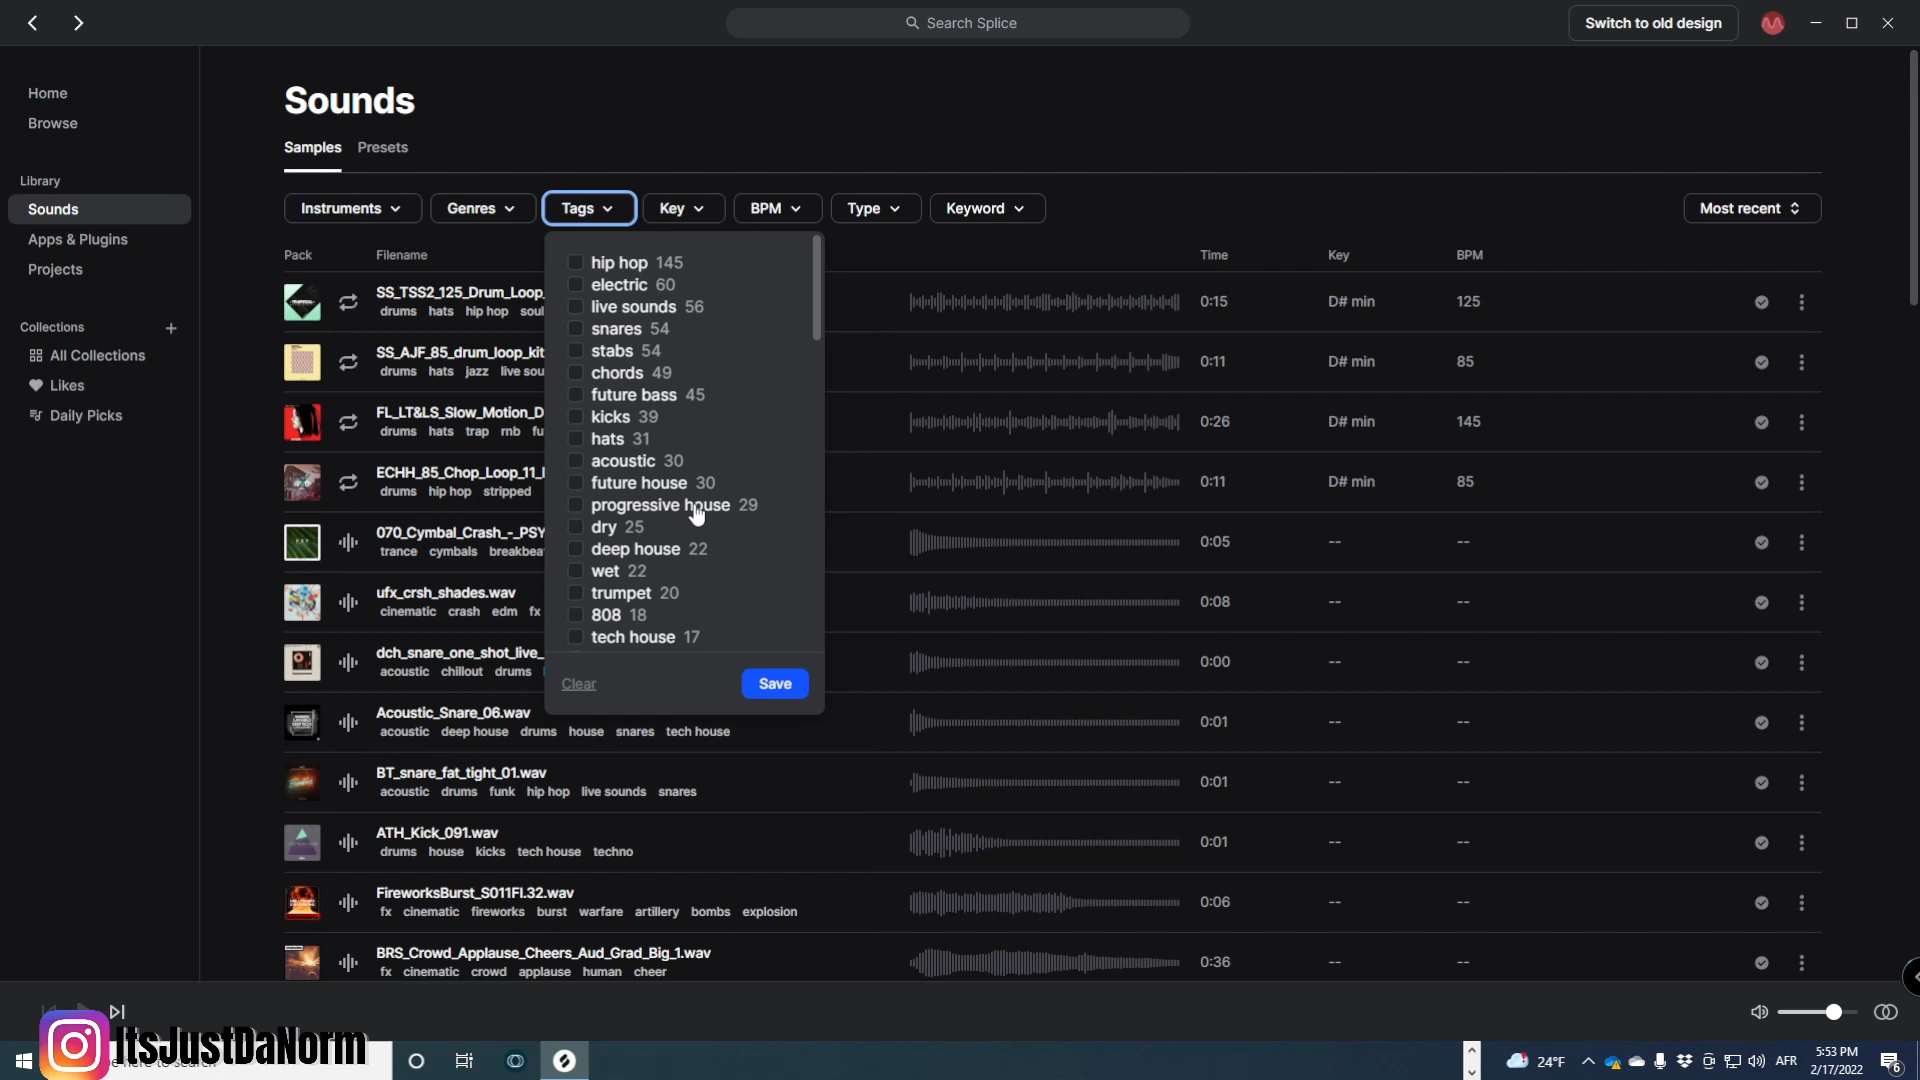 Search Splice
Switch to old design
Home
Browse
Library
Sounds
Apps & Plugins
Projects
Collections
All Collections
Likes
Daily Picks
Sounds
Samples Presets
Instruments Genres Tags Key BPM Type Keyword Most recent
Pack Filename Time Key BPM
hip hop 145
electric 60
live sounds 56
snares 54
stabs 54
chords 49
future bass 45
kicks 39
hats 31
acoustic 30
future house 30
progressive house 29
dry 25
deep house 22
wet 22
trumpet 20
808 18
tech house 17
Clear Save
SS_TSS2_125_Drum_Loop_ 0:15 D# min 125
drums hats hip hop soul
SS_AJF_85_drum_loop_kit 0:11 D# min 85
drums hats jazz live sou
FL_LT&LS_Slow_Motion_D 0:26 D# min 145
drums hats trap rnb fu
ECHH_85_Chop_Loop_11_ 0:11 D# min 85
drums hip hop stripped
070_Cymbal_Crash_-_PSY 0:05 -- --
trance cymbals breakbea
ufx_crsh_shades.wav 0:08 -- --
cinematic crash edm fx
dch_snare_one_shot_live_ 0:00 -- --
acoustic chillout drums
Acoustic_Snare_06.wav 0:01 -- --
acoustic deep house drums house snares tech house
BT_snare_fat_tight_01.wav 0:01 -- --
acoustic drums funk hip hop live sounds snares
ATH_Kick_091.wav 0:01 -- --
drums house kicks tech house techno
FireworksBurst_S011FI.32.wav 0:06 -- --
fx cinematic fireworks burst warfare artillery bombs explosion
BRS_Crowd_Applause_Cheers_Aud_Grad_Big_1.wav 0:36 -- --
fx cinematic crowd applause human cheer
ItsJustDaNorm
24°F AFR 5:53 PM
2/17/2022
6